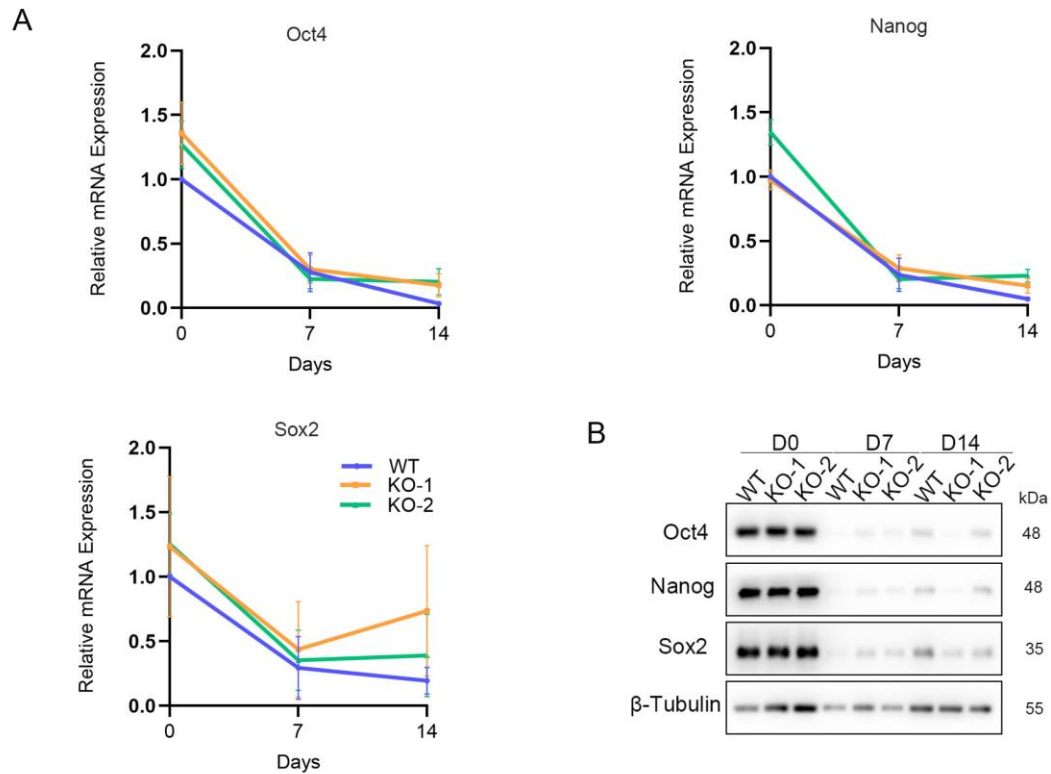 A
Oct4
Relative mRNA Expression
2.0
1.5
1.0
0.5
0.0
0 7 14
Days
Nanog
Relative mRNA Expression
2.0
1.5
1.0
0.5
0.0
0 7 14
Days
Sox2
Relative mRNA Expression
2.0
1.5
1.0
0.5
0.0
0 7 14
Days
WT
KO-1
KO-2
B
D0 D7 D14
WT KO-1 KO-2 WT KO-1 KO-2 WT KO-1 KO-2
kDa
Oct4 48
Nanog 48
Sox2 35
β-Tubulin 55